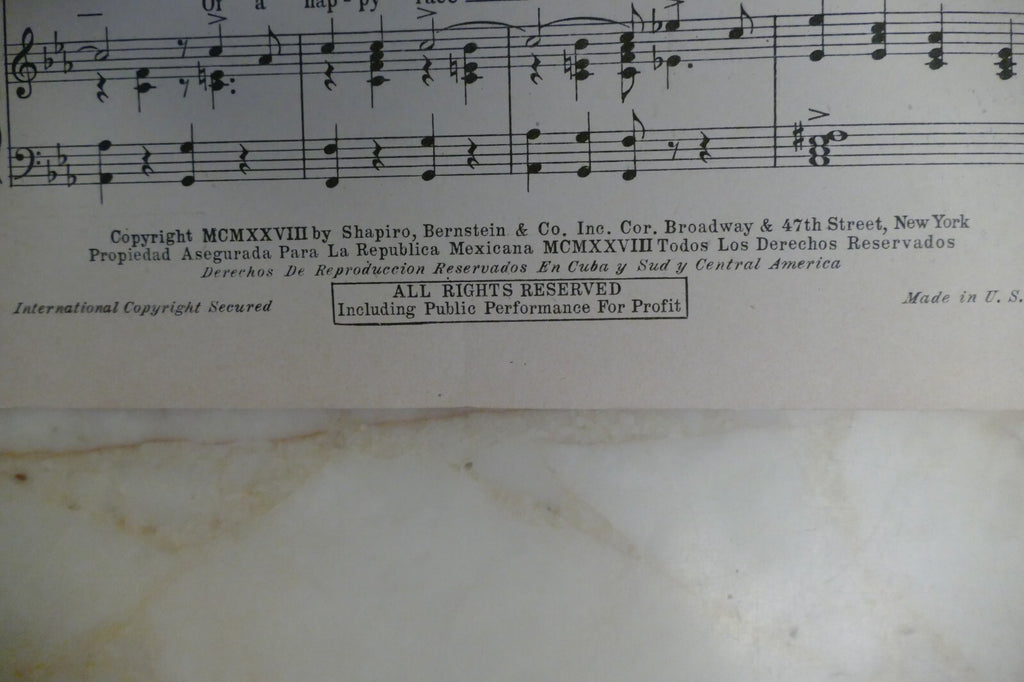 Of a hap-py race
Copyright MCMXXVIII by Shapiro, Bernstein & Co. Inc. Cor. Broadway & 47th Street, New York
Propiedad Asegurada Para La Republica Mexicana MCMXXVIII Todos Los Derechos Reservados
Derechos De Reproduccion Reservados En Cuba y Sud y Central America
International Copyright Secured
ALL RIGHTS RESERVED
Including Public Performance For Profit
Made in U. S.